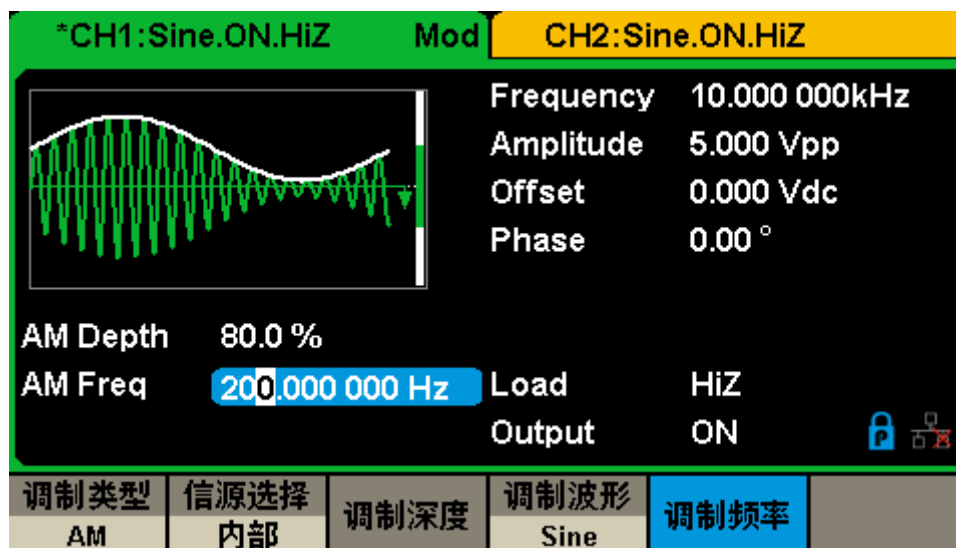 *CH1:Sine.ON.HiZ Mod CH2:Sine.ON.HiZ
Frequency 10.000 000kHz
Amplitude 5.000 Vpp
Offset 0.000 Vdc
Phase 0.00 °
AM Depth 80.0 %
AM Freq 200.000 000 Hz Load HiZ
Output ON
调制类型 信源选择 调制深度 调制波形 调制频率
AM 内部 Sine